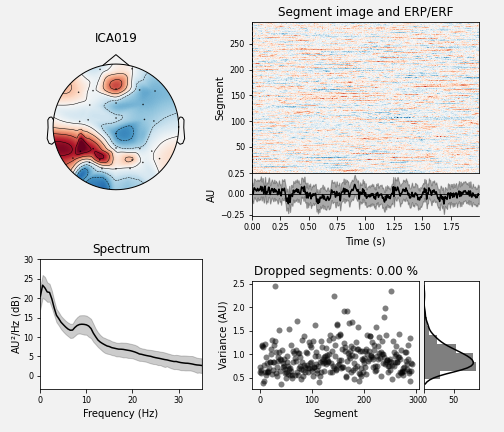 ICA019
Segment image and ERP/ERF
Segment
250
200
150
100
50
AU
0.25
0.00
−0.25
0.00 0.25 0.50 0.75 1.00 1.25 1.50 1.75
Time (s)
Spectrum
AU²/Hz (dB)
30
25
20
15
10
5
0
0 10 20 30
Frequency (Hz)
Dropped segments: 0.00 %
Variance (AU)
2.5
2.0
1.5
1.0
0.5
0 100 200 300
Segment
50